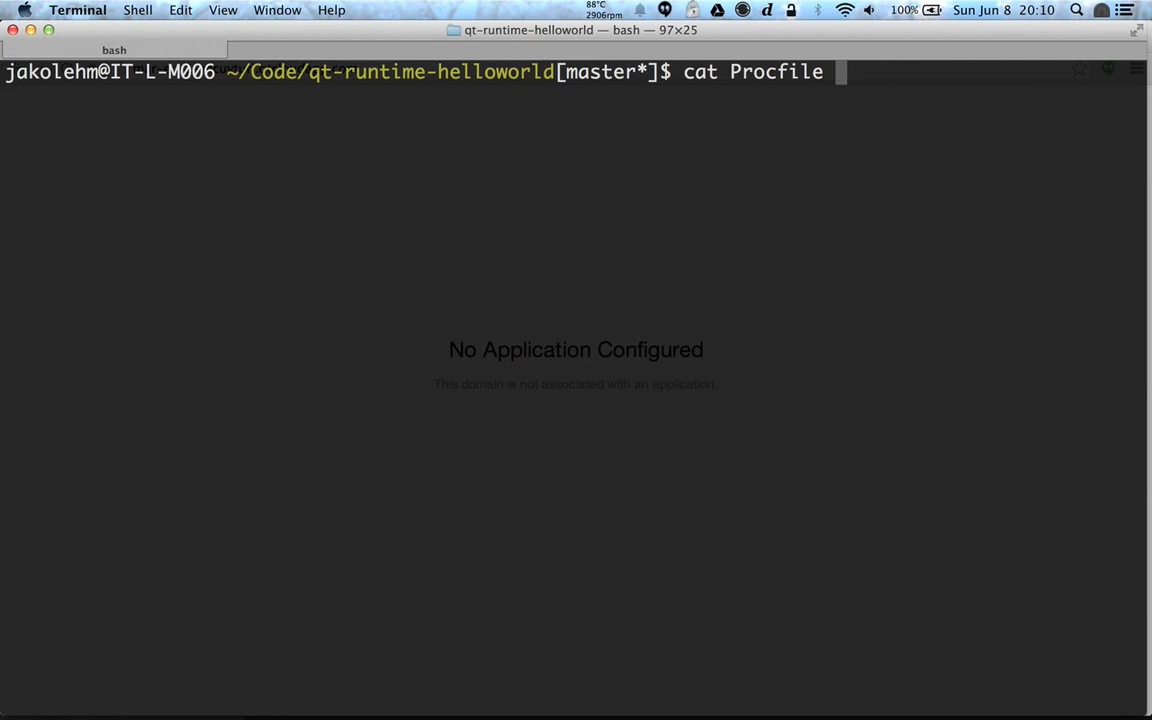 Terminal Shell Edit View Window Help 88°C 2906rpm d 100% Sun Jun 8 20:10
qt-runtime-helloworld — bash — 97×25
bash
jakolehm@IT-L-M006 ~/Code/qt-runtime-helloworld[master*]$ cat Procfile
No Application Configured
This domain is not associated with an application.